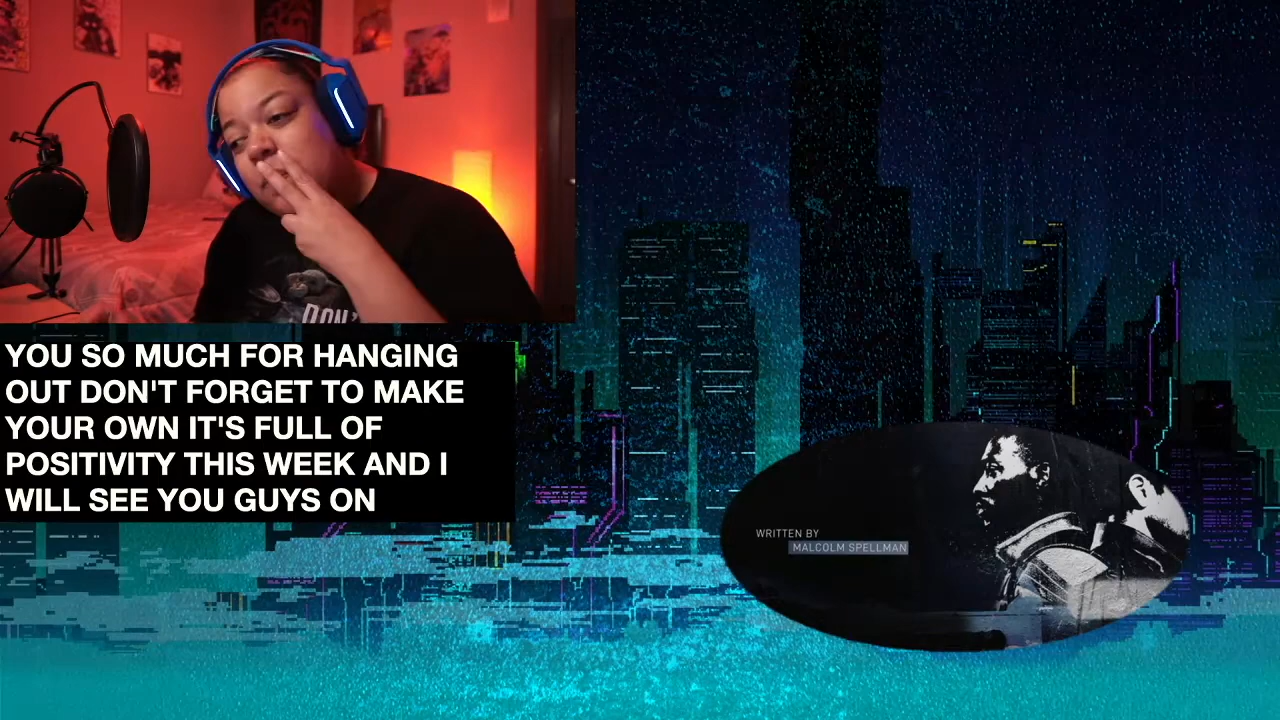 DON'
YOU SO MUCH FOR HANGING
OUT DON'T FORGET TO MAKE
YOUR OWN IT'S FULL OF
POSITIVITY THIS WEEK AND I
WILL SEE YOU GUYS ON
WRITTEN BY
MALCOLM SPELLMAN